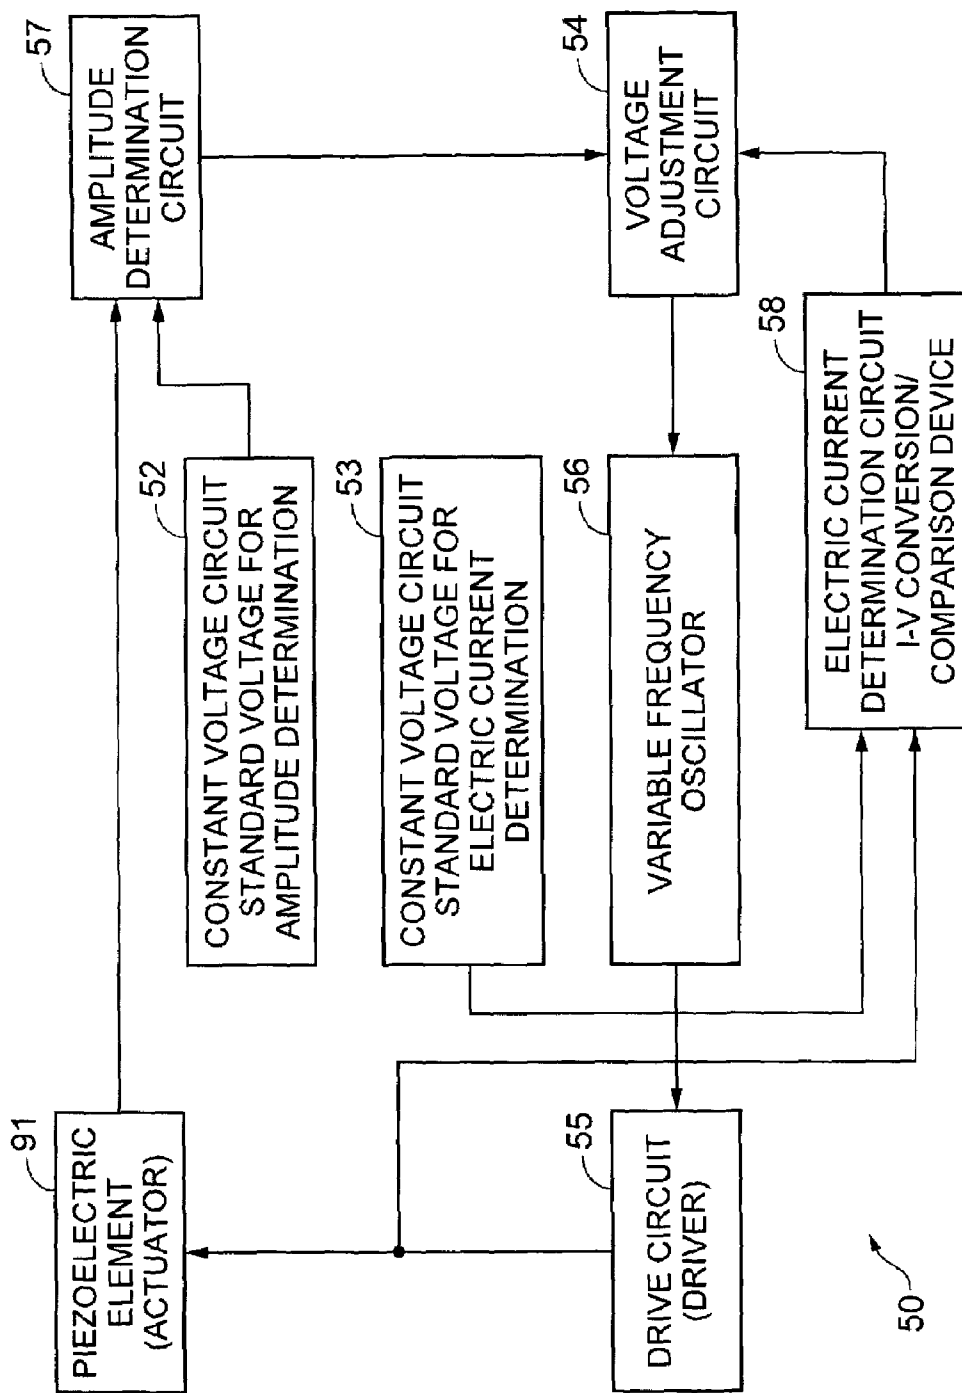 91
PIEZOELECTRIC
ELEMENT
(ACTUATOR)
57
AMPLITUDE
DETERMINATION
CIRCUIT
52
CONSTANT VOLTAGE CIRCUIT
STANDARD VOLTAGE FOR
AMPLITUDE DETERMINATION
53
CONSTANT VOLTAGE CIRCUIT
STANDARD VOLTAGE FOR
ELECTRIC CURRENT
DETERMINATION
55
DRIVE CIRCUIT
(DRIVER)
56
VARIABLE FREQUENCY
OSCILLATOR
54
VOLTAGE
ADJUSTMENT
CIRCUIT
58
ELECTRIC CURRENT
DETERMINATION CIRCUIT
I-V CONVERSION/
COMPARISON DEVICE
50